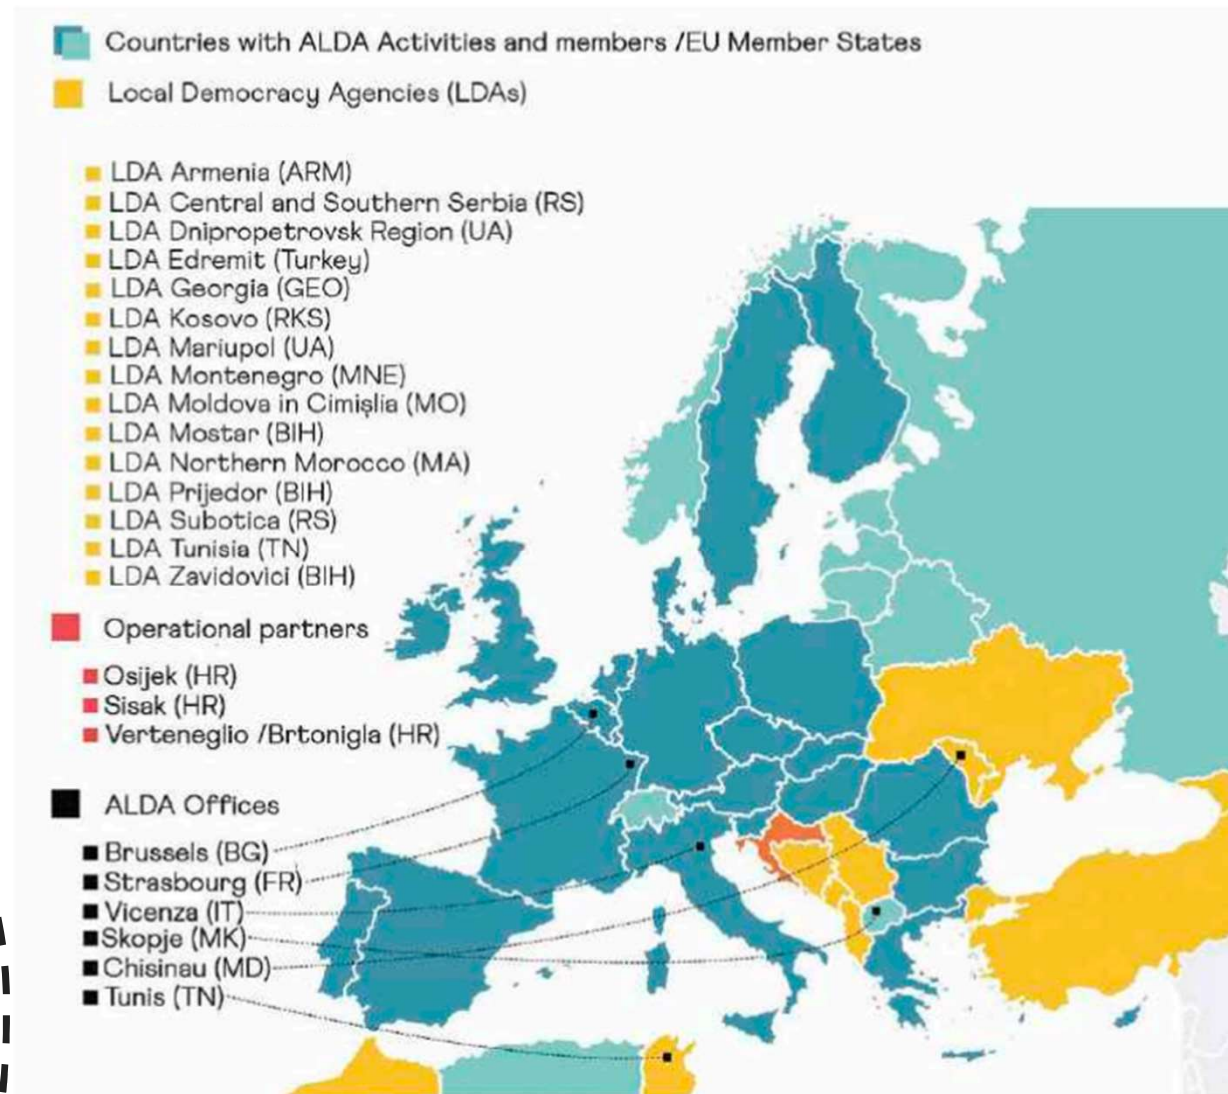 Countries with ALDA Activities and members /EU Member States
Local Democracy Agencies (LDAs)
LDA Armenia (ARM)
LDA Central and Southern Serbia (RS)
LDA Dnipropetrovsk Region (UA)
LDA Edremit (Turkey)
LDA Georgia (GEO)
LDA Kosovo (RKS)
LDA Mariupol (UA)
LDA Montenegro (MNE)
LDA Moldova in Cimişlia (MO)
LDA Mostar (BIH)
LDA Northern Morocco (MA)
LDA Prijedor (BIH)
LDA Subotica (RS)
LDA Tunisia (TN)
LDA Zavidovici (BIH)
Operational partners
Osijek (HR)
Sisak (HR)
Verteneglio /Brtonigla (HR)
ALDA Offices
Brussels (BG)
Strasbourg (FR)
Vicenza (IT)
Skopje (MK)
Chisinau (MD)
Tunis (TN)